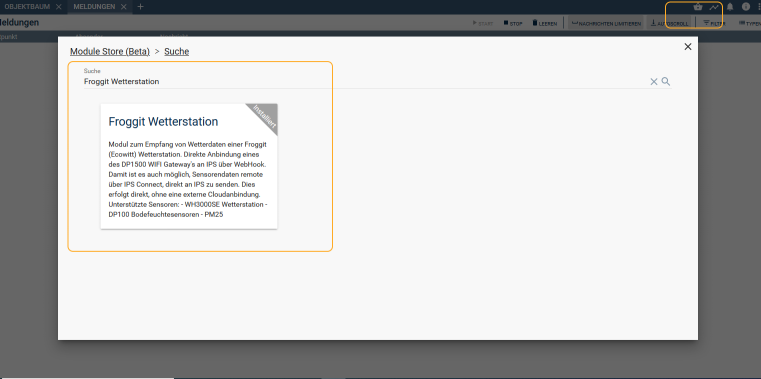 OBJEKTBAUM
MELDUNGEN
eldungen
START
STOP
LEEREN
NACHRICHTEN LIMITIEREN
AUTOSCROLL
FILTER
TYPEN
Module Store (Beta) > Suche
Suche
Froggit Wetterstation
Installiert
Froggit Wetterstation
Modul zum Empfang von Wetterdaten einer Froggit
(Ecowitt) Wetterstation. Direkte Anbindung eines
des DP1500 WIFI Gateway's an IPS über WebHook.
Damit ist es auch möglich, Sensorendaten remote
über IPS Connect, direkt an IPS zu senden. Dies
erfolgt direkt, ohne eine externe Cloudanbindung.
Unterstützte Sensoren: - WH3000SE Wetterstation -
DP100 Bodefeuchtesensoren - PM25